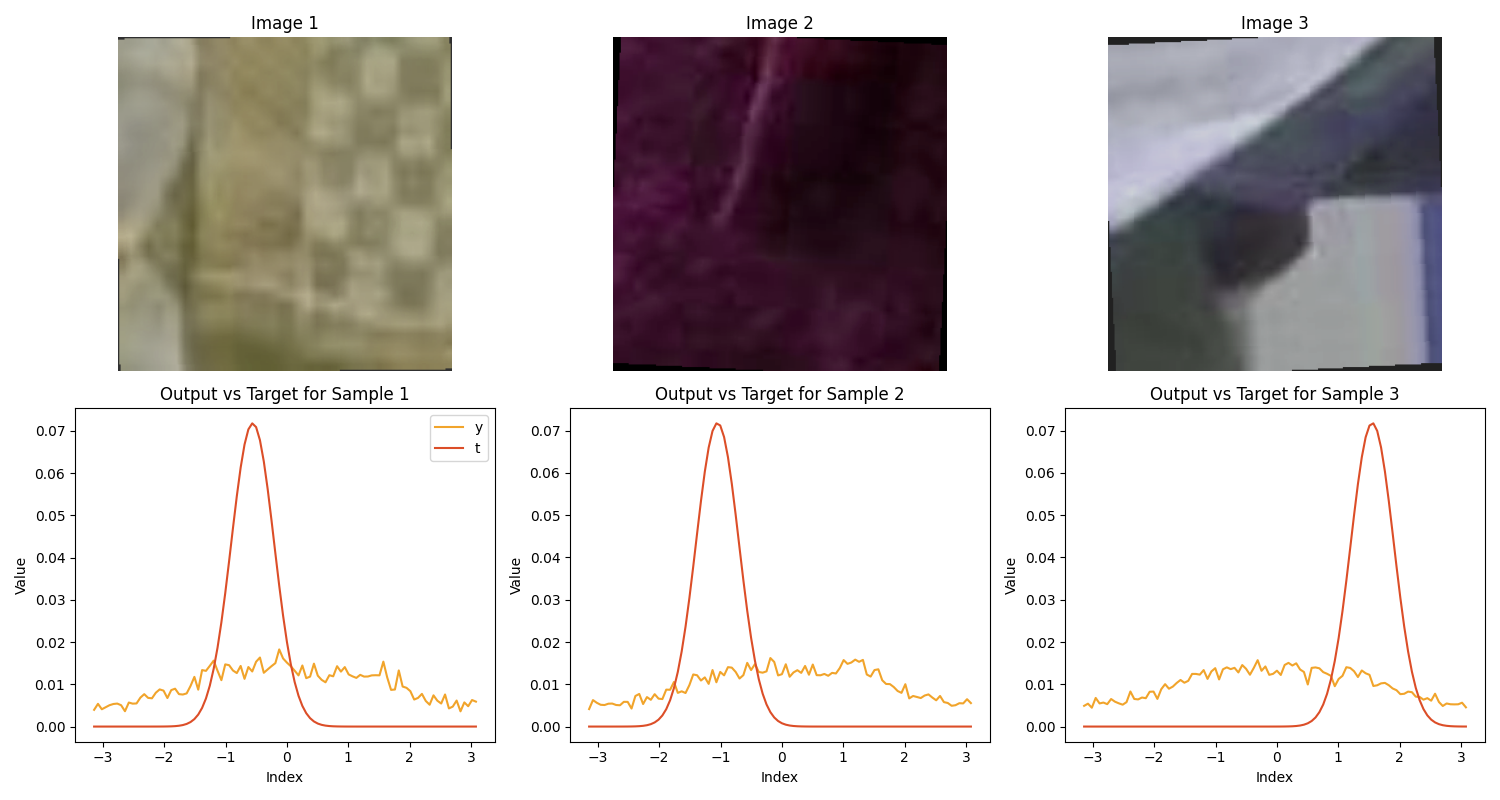 Image 1
Image 2
Image 3
Output vs Target for Sample 1
Output vs Target for Sample 2
Output vs Target for Sample 3
y
t
Value
0.07
0.06
0.05
0.04
0.03
0.02
0.01
0.00
−3 −2 −1 0 1 2 3
Index
Value
0.07
0.06
0.05
0.04
0.03
0.02
0.01
0.00
−3 −2 −1 0 1 2 3
Index
Value
0.07
0.06
0.05
0.04
0.03
0.02
0.01
0.00
−3 −2 −1 0 1 2 3
Index